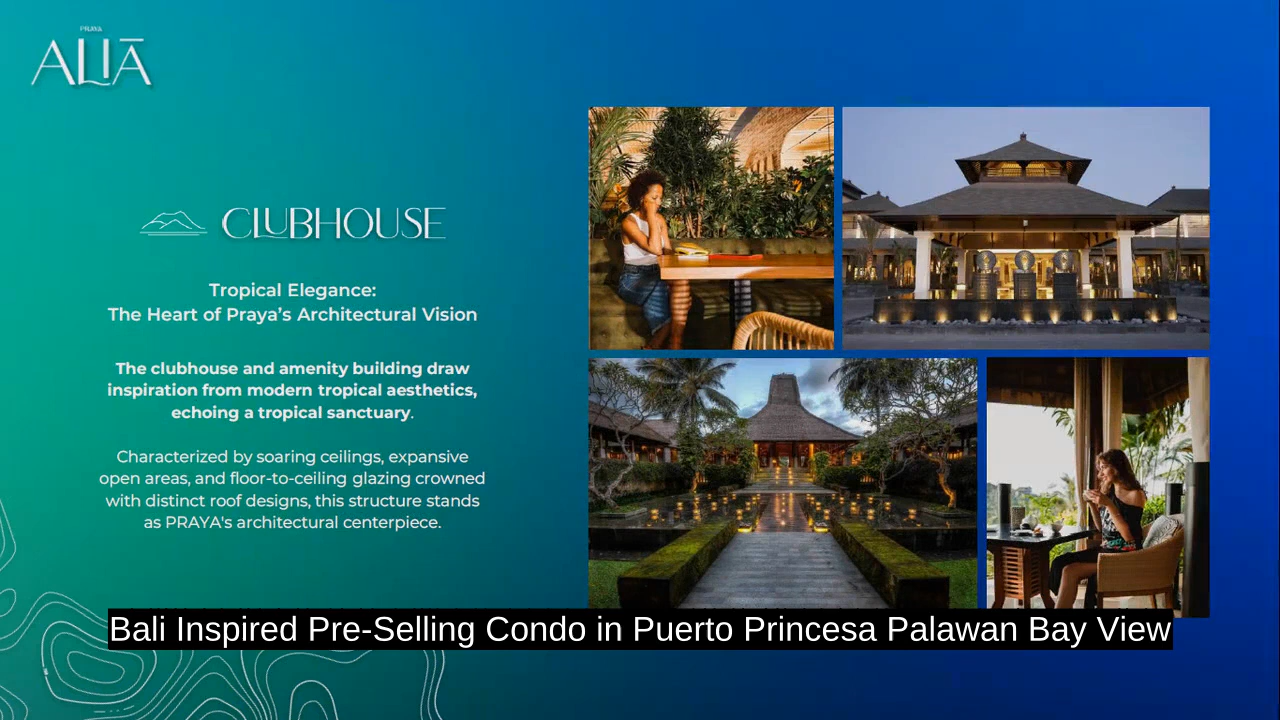 PRAYA
ALIĀ
CLUBHOUSE
Tropical Elegance:
The Heart of Praya’s Architectural Vision
The clubhouse and amenity building draw
inspiration from modern tropical aesthetics,
echoing a tropical sanctuary.
Characterized by soaring ceilings, expansive
open areas, and floor-to-ceiling glazing crowned
with distinct roof designs, this structure stands
as PRAYA's architectural centerpiece.
Bali Inspired Pre-Selling Condo in Puerto Princesa Palawan Bay View